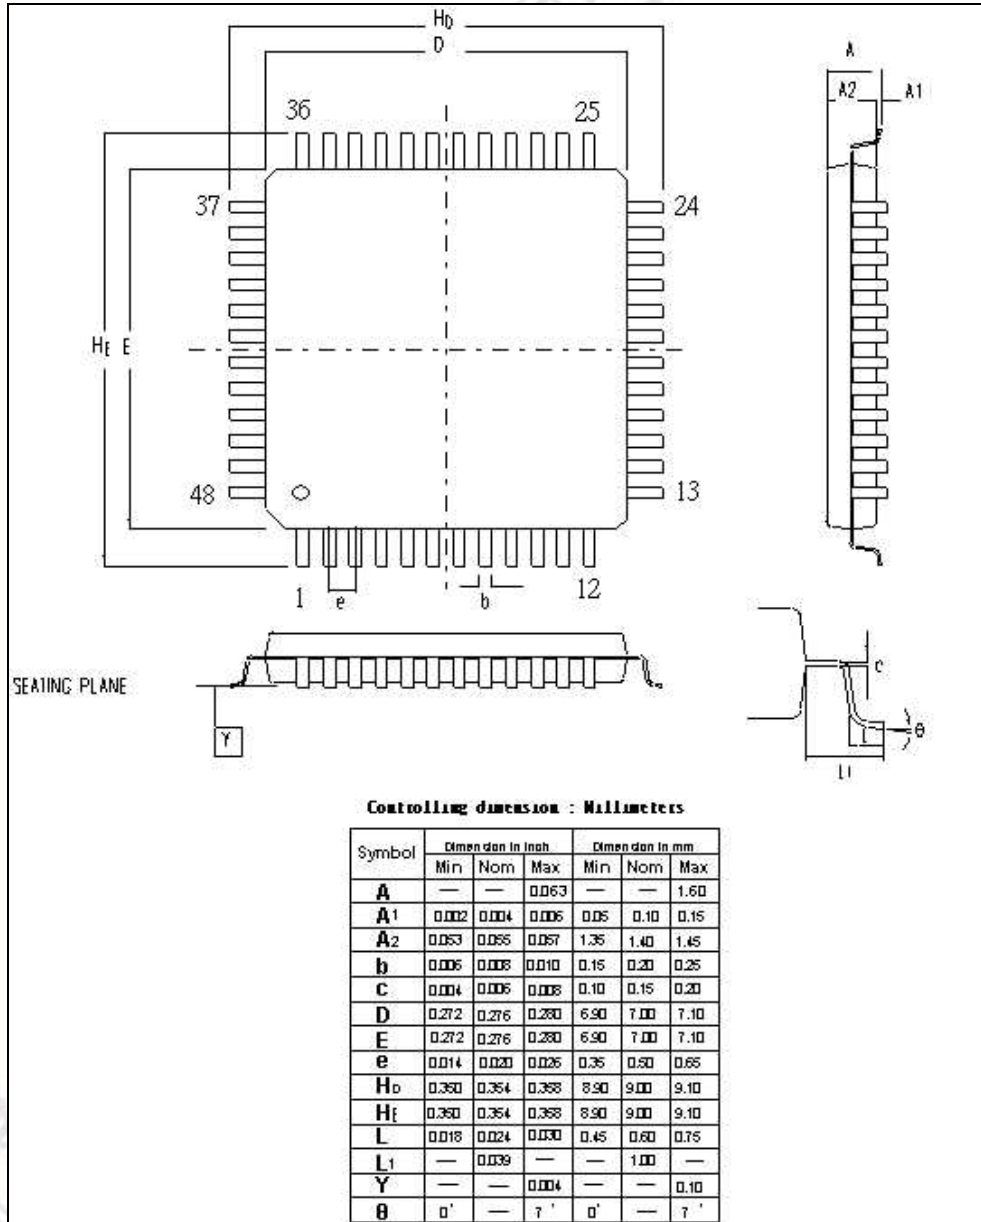 HD
D
A
A2
A1
36
25
37
24
HE E
48
13
1
e
b
12
SEATING PLANE
Y
c
θ
L
L1
Controlling dimension : Millimeters
Symbol Dimension in inch Dimension in mm
Min Nom Max Min Nom Max
A — — 0.063 — — 1.60
A1 0.002 0.004 0.006 0.05 0.10 0.15
A2 0.053 0.055 0.057 1.35 1.40 1.45
b 0.006 0.008 0.010 0.15 0.20 0.25
c 0.004 0.006 0.008 0.10 0.15 0.20
D 0.272 0.276 0.280 6.90 7.00 7.10
E 0.272 0.276 0.280 6.90 7.00 7.10
e 0.014 0.020 0.026 0.35 0.50 0.65
HD 0.350 0.354 0.358 8.90 9.00 9.10
HE 0.350 0.354 0.358 8.90 9.00 9.10
L 0.018 0.024 0.030 0.45 0.60 0.75
L1 — 0.039 — — 1.00 —
Y — — 0.004 — — 0.10
θ 0° — 7° 0° — 7°